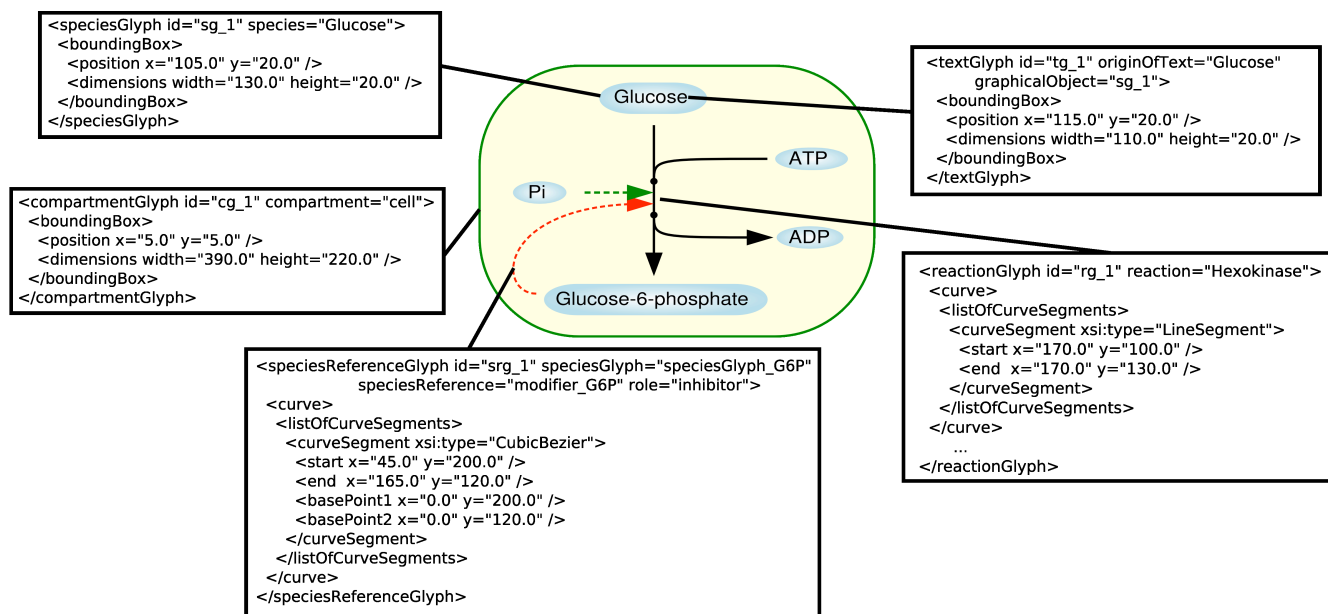 <speciesGlyph id="sg_1" species="Glucose">
<boundingBox>
<position x="105.0" y="20.0" />
<dimensions width="130.0" height="20.0" />
</boundingBox>
</speciesGlyph>
<textGlyph id="tg_1" originOfText="Glucose"
graphicalObject="sg_1">
<boundingBox>
<position x="115.0" y="20.0" />
<dimensions width="110.0" height="20.0" />
</boundingBox>
</textGlyph>
Glucose
ATP
Pi
ADP
Glucose-6-phosphate
<compartmentGlyph id="cg_1" compartment="cell">
<boundingBox>
<position x="5.0" y="5.0" />
<dimensions width="390.0" height="220.0" />
</boundingBox>
</compartmentGlyph>
<reactionGlyph id="rg_1" reaction="Hexokinase">
<curve>
<listOfCurveSegments>
<curveSegment xsi:type="LineSegment">
<start x="170.0" y="100.0" />
<end  x="170.0" y="130.0" />
</curveSegment>
</listOfCurveSegments>
</curve>
...
</reactionGlyph>
<speciesReferenceGlyph id="srg_1" speciesGlyph="speciesGlyph_G6P"
speciesReference="modifier_G6P" role="inhibitor">
<curve>
<listOfCurveSegments>
<curveSegment xsi:type="CubicBezier">
<start x="45.0" y="200.0" />
<end  x="165.0" y="120.0" />
<basePoint1 x="0.0" y="200.0" />
<basePoint2 x="0.0" y="120.0" />
</curveSegment>
</listOfCurveSegments>
</curve>
</speciesReferenceGlyph>